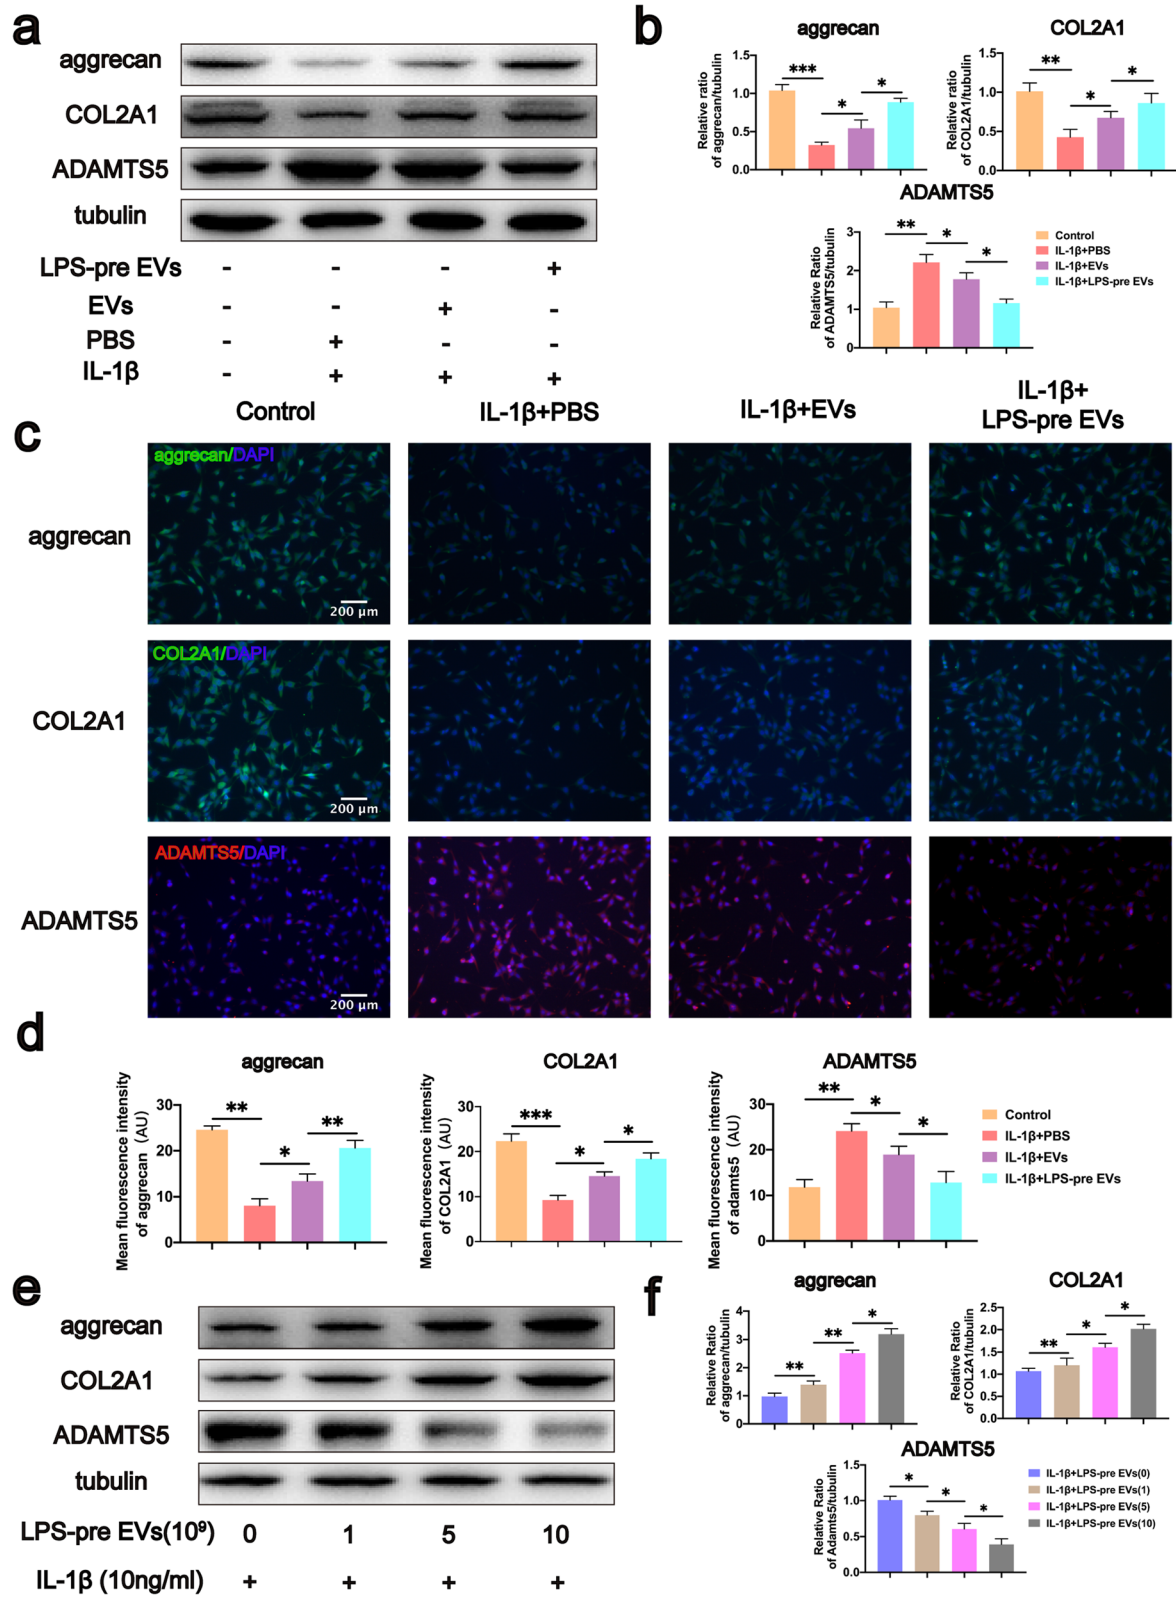 a
aggrecan
COL2A1
ADAMTS5
tubulin
LPS-pre EVs - - - +
EVs - - + -
PBS - + - -
IL-1β - + + +
b
aggrecan
Relative ratio
of aggrecan/tubulin
1.5
1.0
0.5
0.0
***
*
*
COL2A1
Relative ratio
of COL2A1/tubulin
1.5
1.0
0.5
0.0
**
*
*
ADAMTS5
Relative Ratio
of ADAMTS5/tubulin
3
2
1
0
**
*
*
Control
IL-1β+PBS
IL-1β+EVs
IL-1β+LPS-pre EVs
c
Control
IL-1β+PBS
IL-1β+EVs
IL-1β+
LPS-pre EVs
aggrecan
aggrecan/DAPI
200 μm
COL2A1
COL2A1/DAPI
200 μm
ADAMTS5
ADAMTS5/DAPI
200 μm
d
aggrecan
Mean fluorescence intensity
of aggrecan (AU)
30
20
10
0
**
*
**
COL2A1
Mean fluorescence intensity
of COL2A1 (AU)
30
20
10
0
***
*
*
ADAMTS5
Mean fluorescence intensity
of adamts5 (AU)
30
20
10
0
**
*
*
Control
IL-1β+PBS
IL-1β+EVs
IL-1β+LPS-pre EVs
e
aggrecan
COL2A1
ADAMTS5
tubulin
LPS-pre EVs(10⁹) 0 1 5 10
IL-1β (10ng/ml) + + + +
f
aggrecan
Relative Ratio
of aggrecan/tubulin
4
3
2
1
0
**
**
*
COL2A1
Relative Ratio
of COL2A1/tubulin
2.5
2.0
1.5
1.0
0.5
0.0
**
*
*
ADAMTS5
Relative Ratio
of Adamts5/tubulin
1.5
1.0
0.5
0.0
*
*
*
IL-1β+LPS-pre EVs(0)
IL-1β+LPS-pre EVs(1)
IL-1β+LPS-pre EVs(5)
IL-1β+LPS-pre EVs(10)